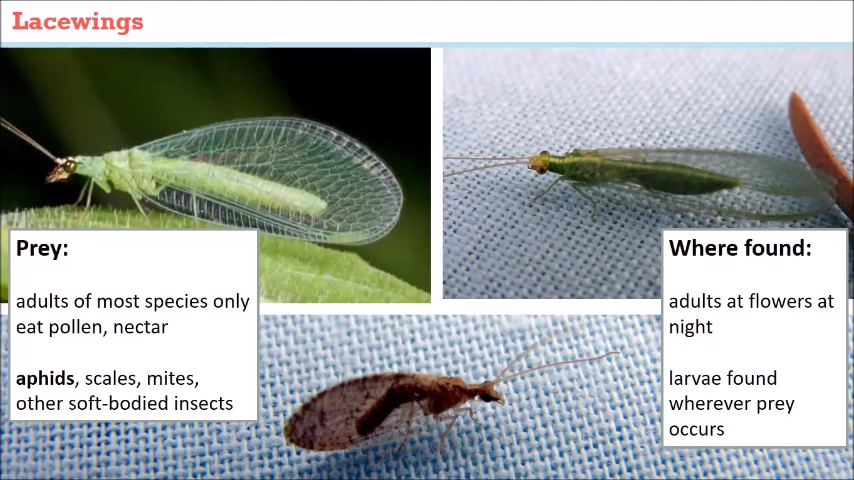 Lacewings
Prey:
adults of most species only
eat pollen, nectar
aphids, scales, mites,
other soft-bodied insects
Where found:
adults at flowers at
night
larvae found
wherever prey
occurs